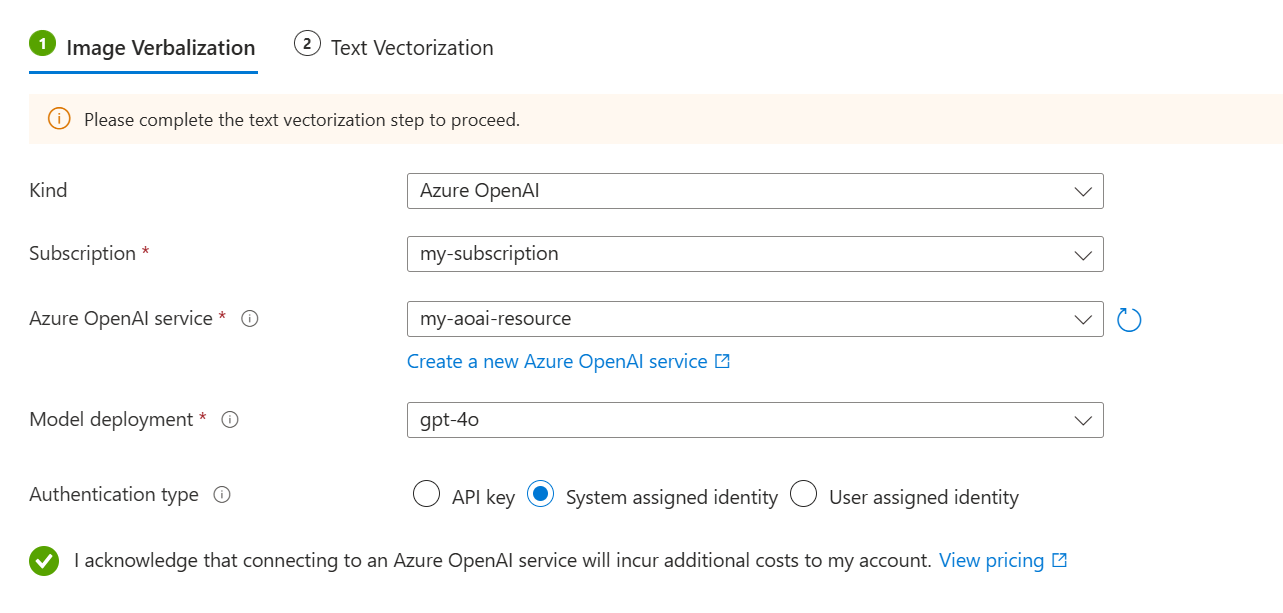 1 Image Verbalization 2 Text Vectorization
Please complete the text vectorization step to proceed.
Kind Azure OpenAI
Subscription * my-subscription
Azure OpenAI service * my-aoai-resource
Create a new Azure OpenAI service
Model deployment * gpt-4o
Authentication type API key System assigned identity User assigned identity
I acknowledge that connecting to an Azure OpenAI service will incur additional costs to my account. View pricing